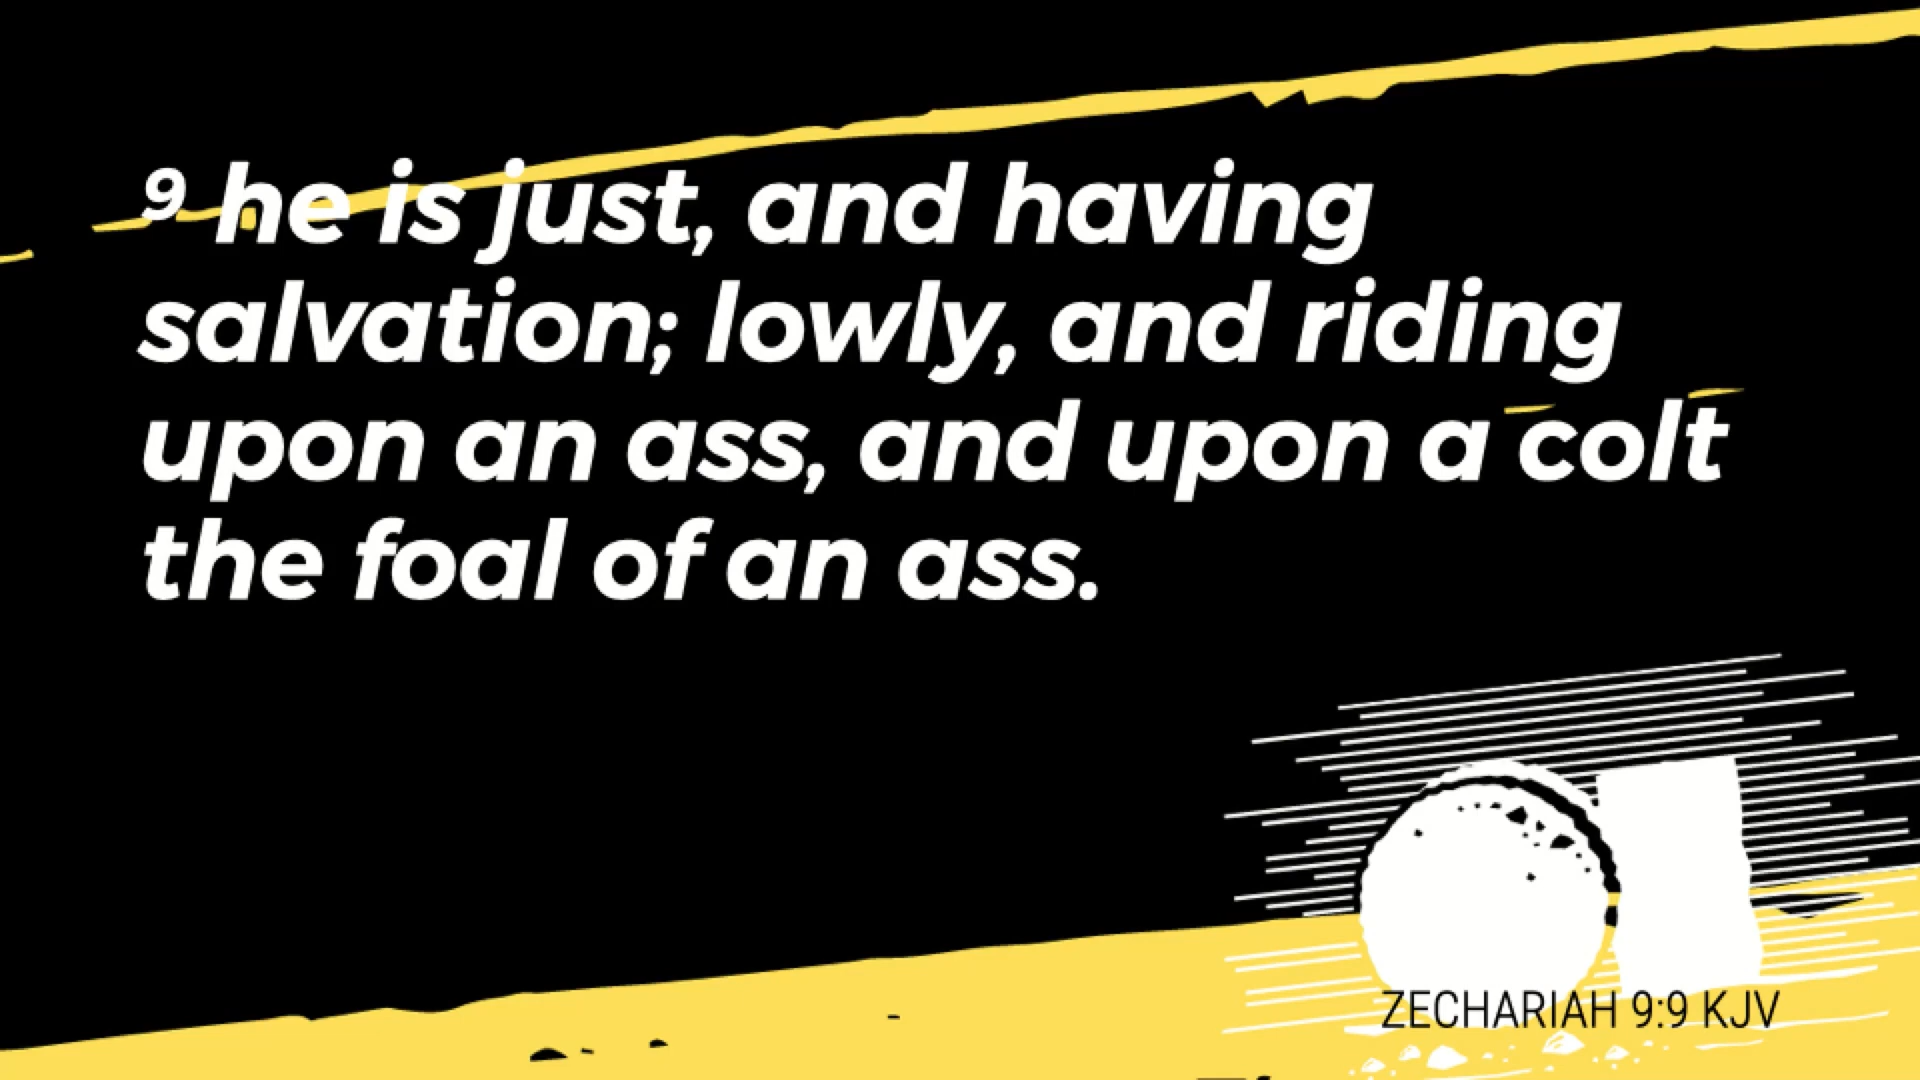 9 he is just, and having
salvation; lowly, and riding
upon an ass, and upon a colt
the foal of an ass.
ZECHARIAH 9:9 KJV